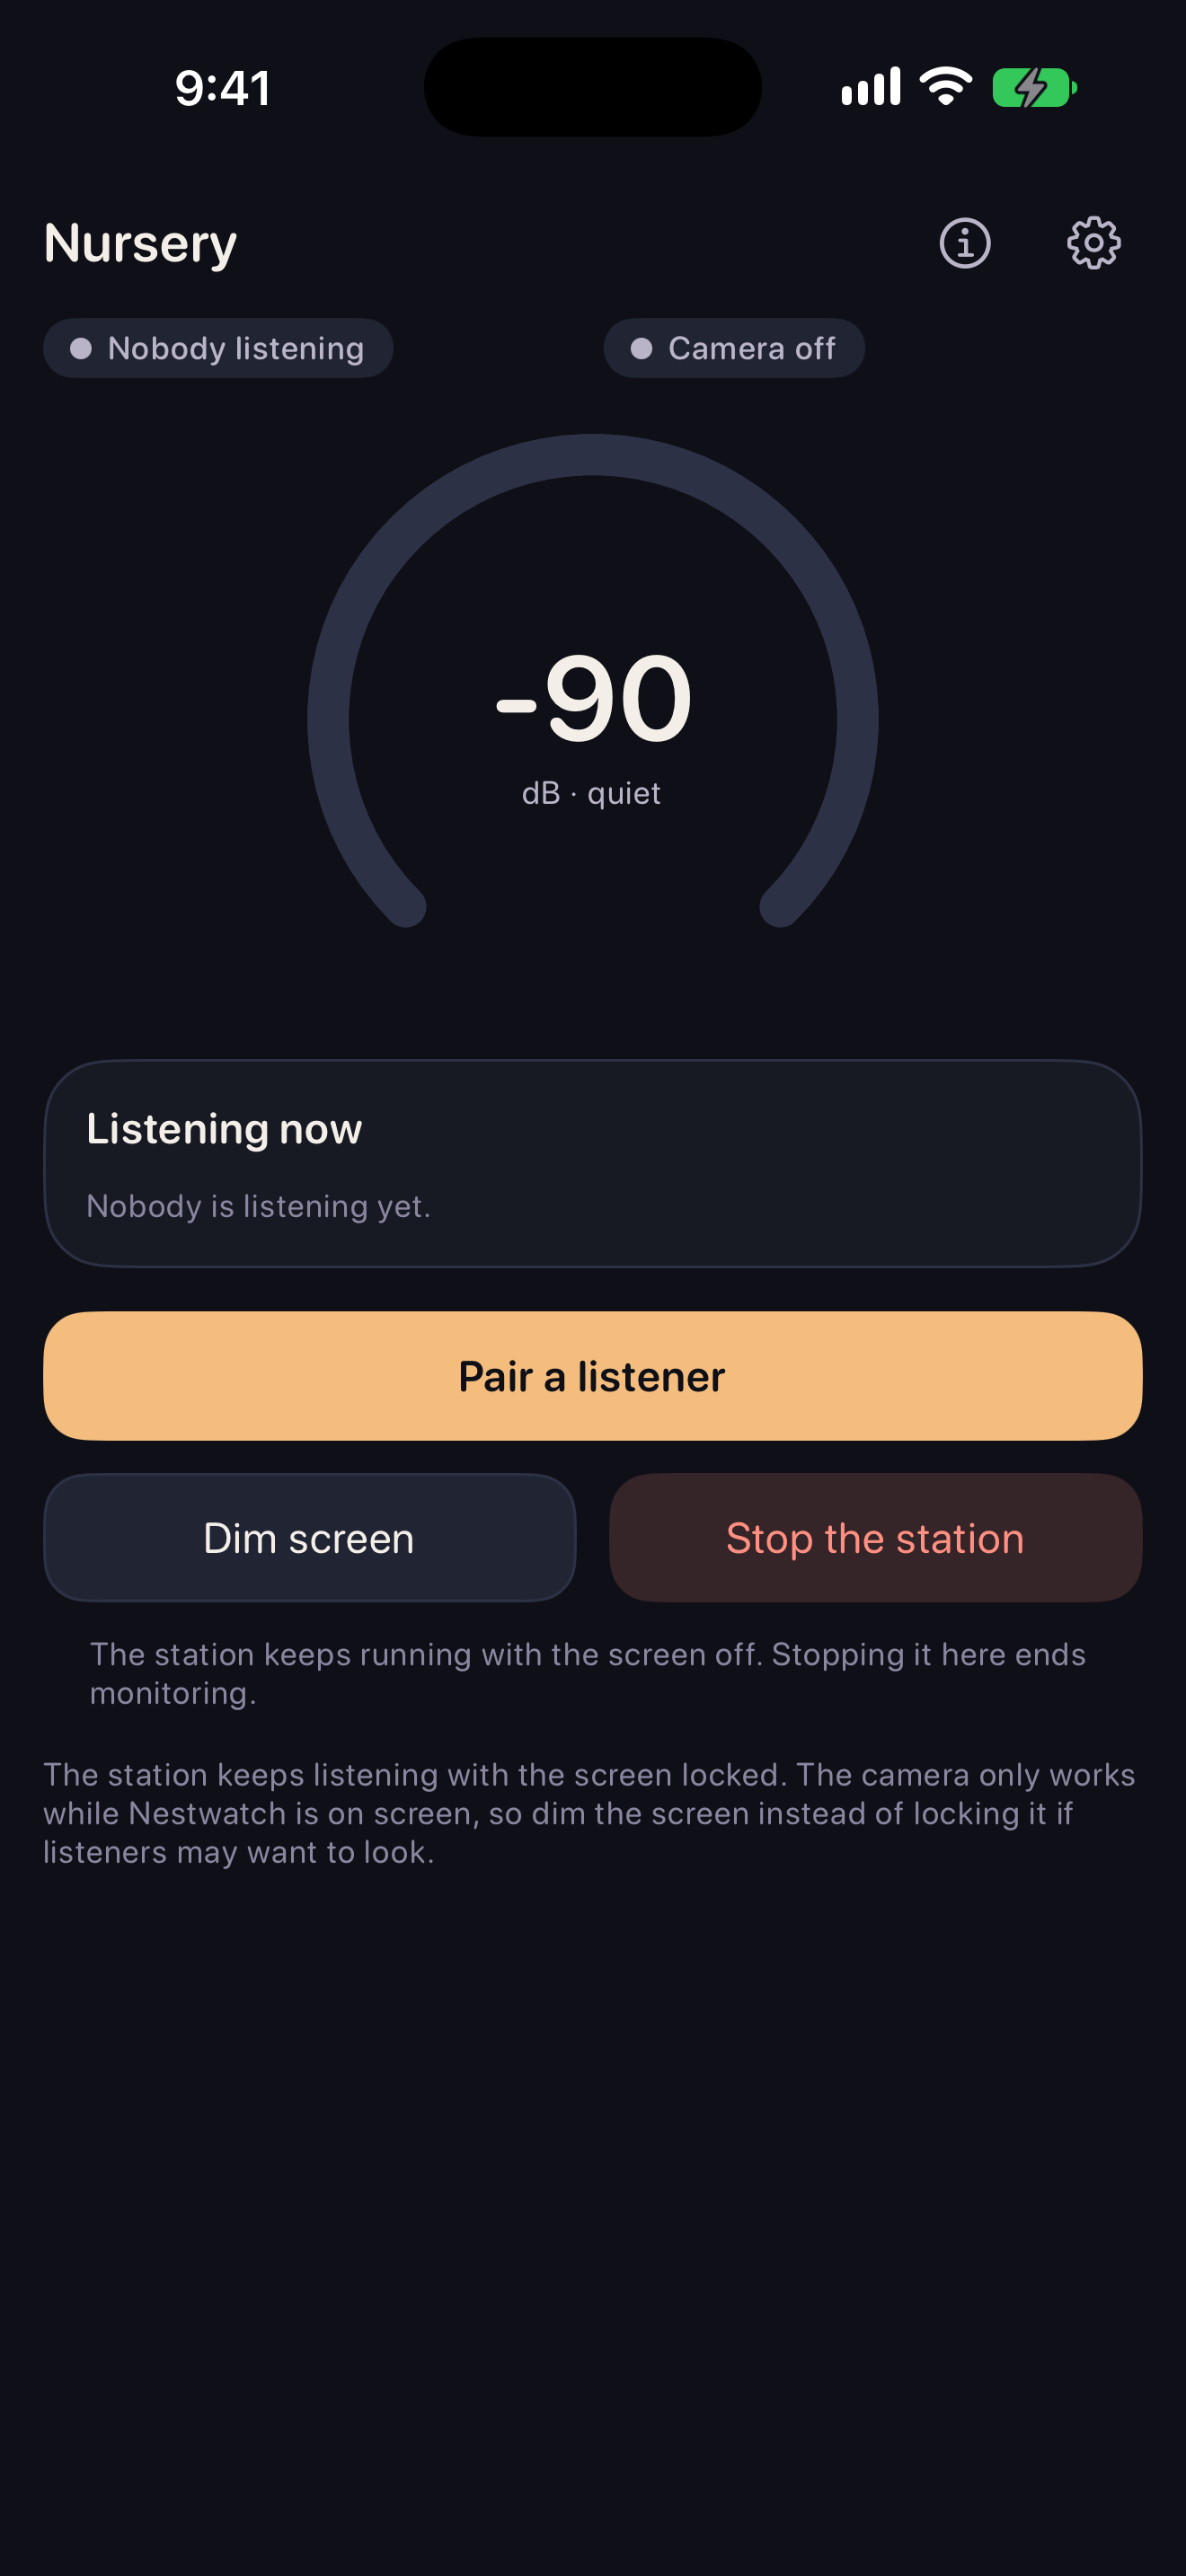 9:41
Nursery
Nobody listening
Camera off
-90
dB · quiet
Listening now
Nobody is listening yet.
Pair a listener
Dim screen
Stop the station
The station keeps running with the screen off. Stopping it here ends
monitoring.
The station keeps listening with the screen locked. The camera only works
while Nestwatch is on screen, so dim the screen instead of locking it if
listeners may want to look.